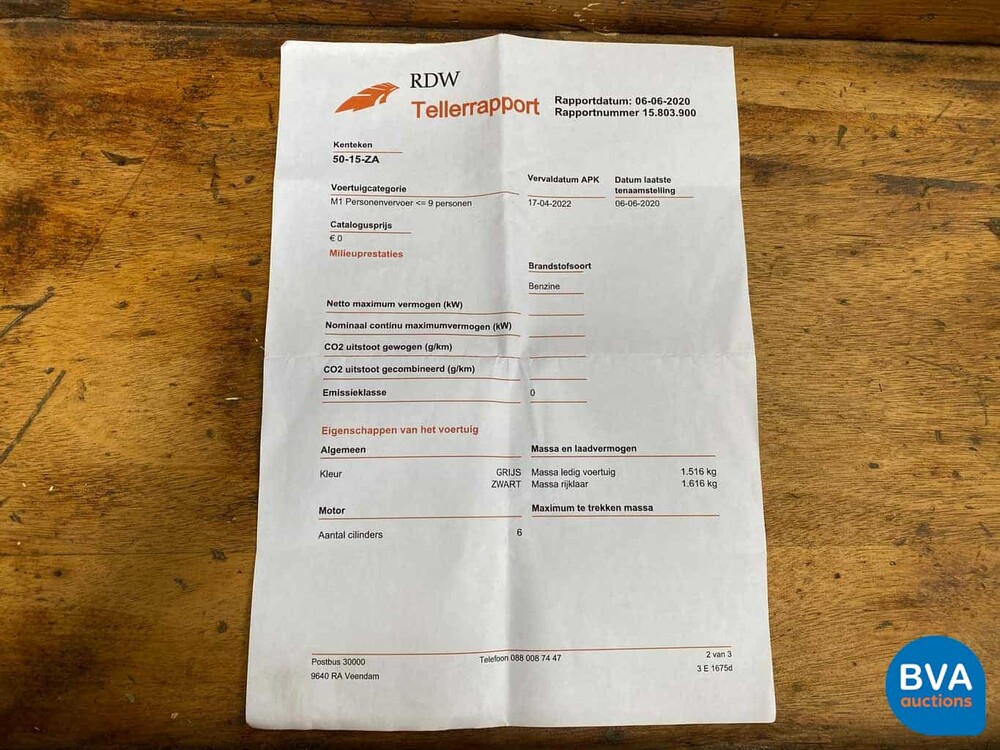 RDW
Tellerrapport
Rapportdatum: 06-06-2020
Rapportnummer 15.803.900
Kenteken
50-15-ZA
Voertuigcategorie
M1 Personenvervoer <= 9 personen
Vervaldatum APK
17-04-2022
Datum laatste
tenaamstelling
06-06-2020
Catalogusprijs
€ 0
Milieuprestaties
Brandstofsoort
Benzine
Netto maximum vermogen (kW)
Nominaal continu maximumvermogen (kW)
CO2 uitstoot gewogen (g/km)
CO2 uitstoot gecombineerd (g/km)
Emissieklasse 0
Eigenschappen van het voertuig
Algemeen
Kleur GRIJS
ZWART
Massa en laadvermogen
Massa ledig voertuig 1.516 kg
Massa rijklaar 1.616 kg
Motor
Aantal cilinders 6
Maximum te trekken massa
Postbus 30000
9640 RA Veendam
Telefoon 088 008 74 47
2 van 3
3 E 1675d
BVA
auctions